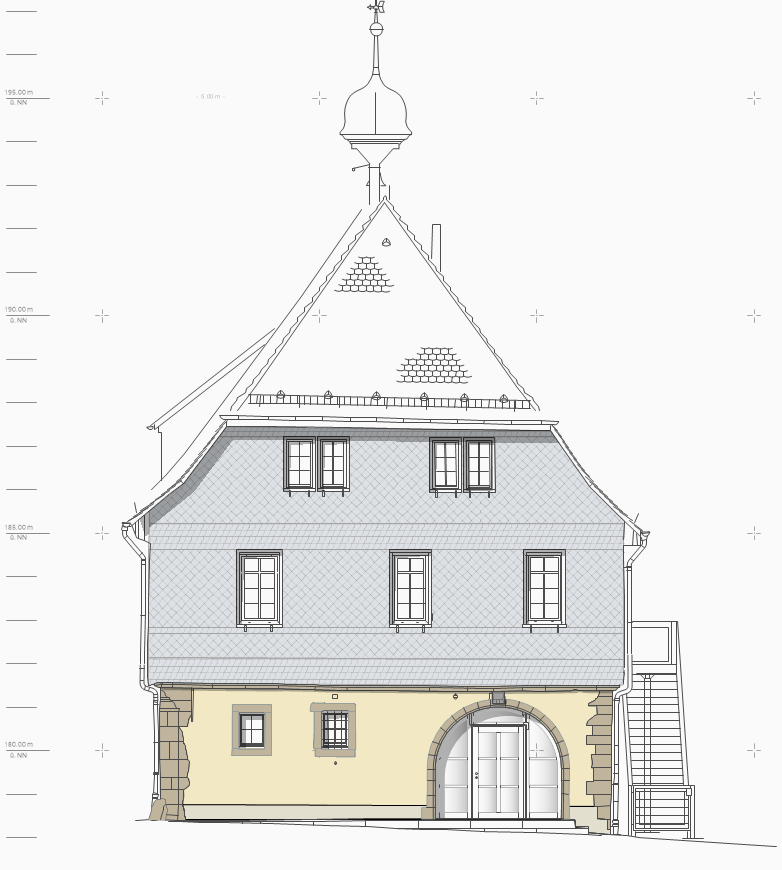 195.00 m
ü. NN
- 5.00 m -
190.00 m
ü. NN
185.00 m
ü. NN
180.00 m
ü. NN